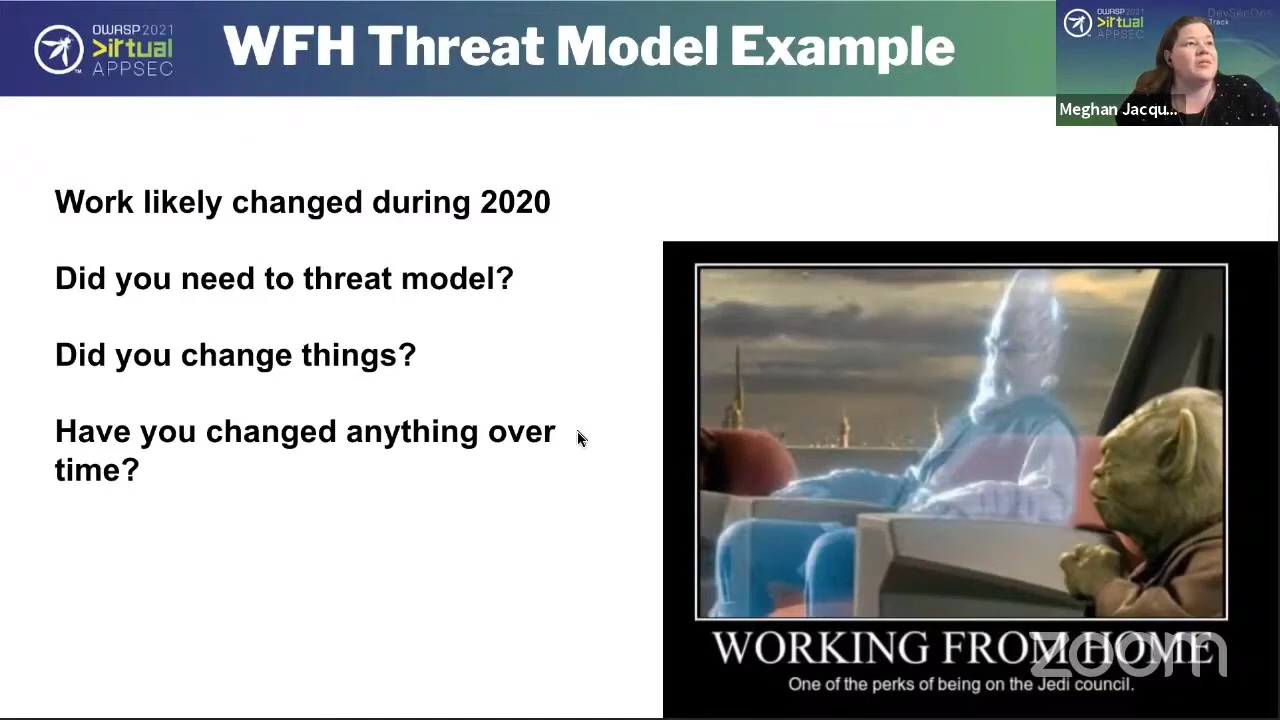 OWASP 2021
>irtual
APPSEC
WFH Threat Model Example
OWASP 2021
>irtual
APPSEC
DevSecOps
Track
Meghan Jacqu...
Work likely changed during 2020
Did you need to threat model?
Did you change things?
Have you changed anything over
time?
WORKING FROM HOME
zoom
One of the perks of being on the Jedi council.